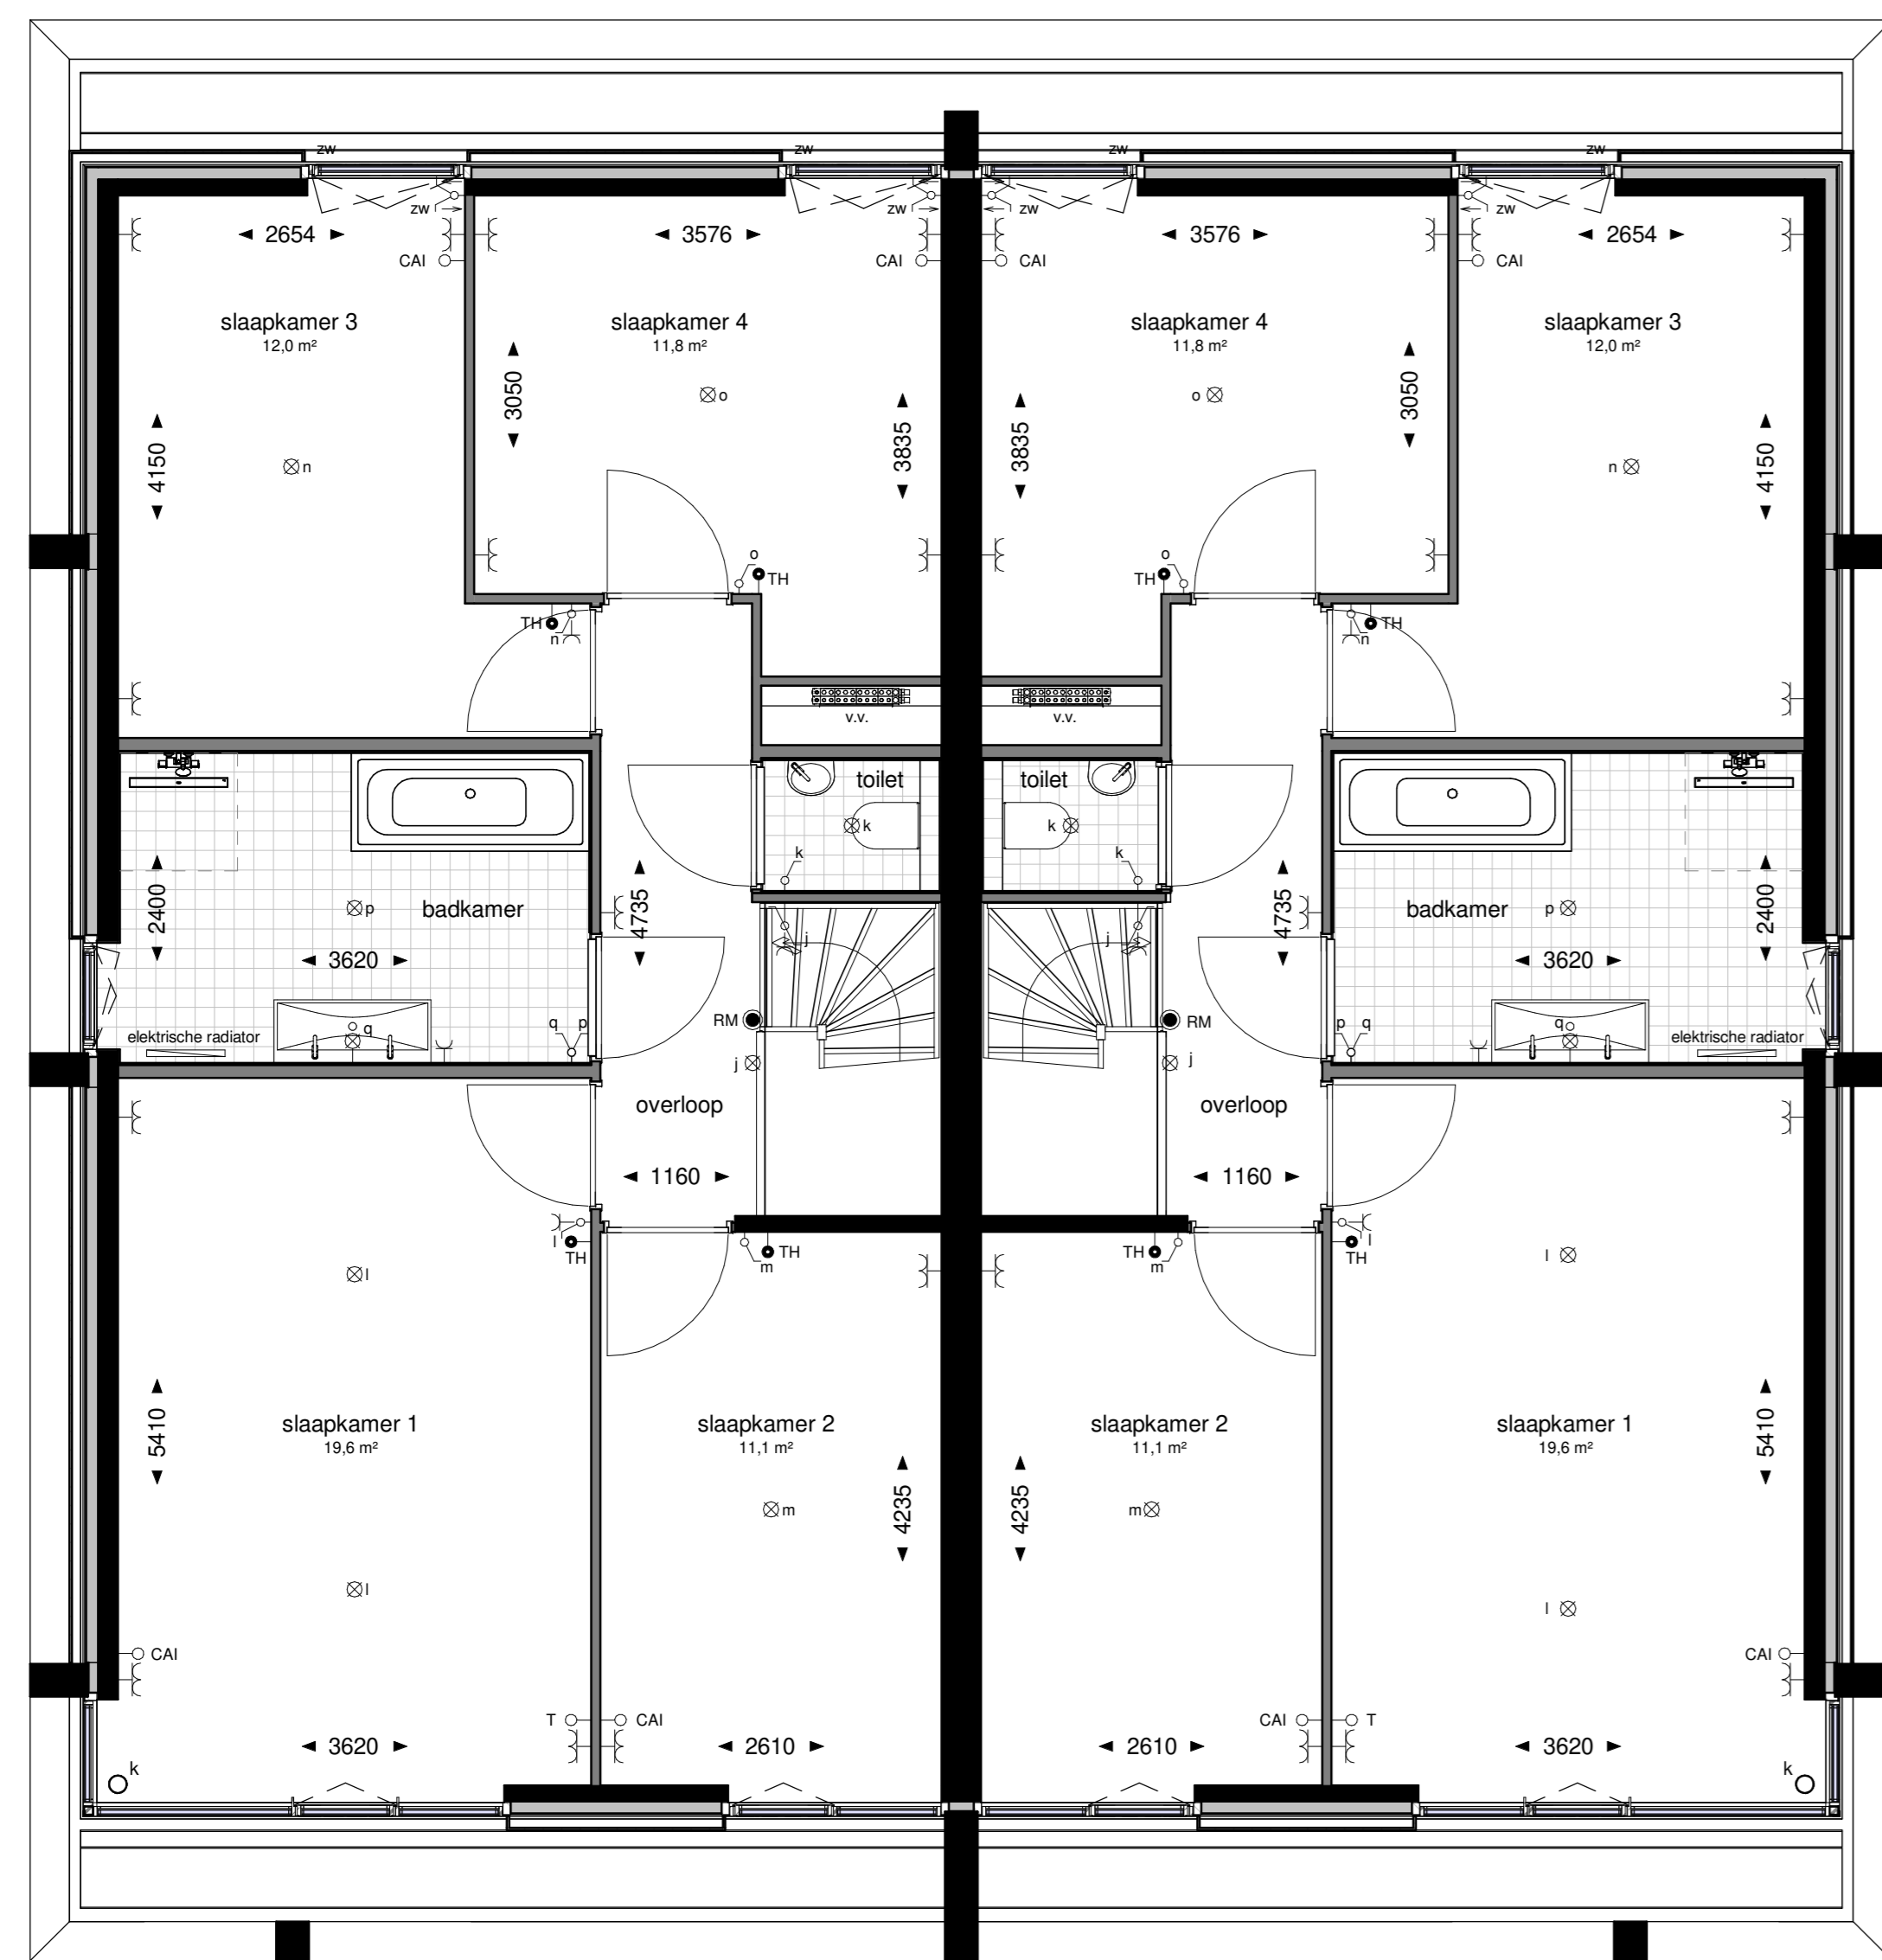 zw zw zw zw
zw zw zw zw
2654 3576 3576 2654
CAI CAI CAI CAI
slaapkamer 3 slaapkamer 4 slaapkamer 4 slaapkamer 3
12,0 m² 11,8 m² 11,8 m² 12,0 m²
3050 3050
o o
3835 3835
4150 4150
n n
o o
TH TH TH TH
n n
v.v. v.v.
toilet toilet
k k
k k
2400 4735 4735 2400
p badkamer badkamer p
j j
3620 3620
RM RM
q q p p q q
elektrische radiator elektrische radiator
j j
overloop overloop
1160 1160
l TH TH m TH m TH l
l l
slaapkamer 1 slaapkamer 2 slaapkamer 2 slaapkamer 1
19,6 m² 11,1 m² 11,1 m² 19,6 m²
5410 5410
4235 4235
m m
l l
CAI CAI
T CAI CAI T
3620 2610 2610 3620
k k